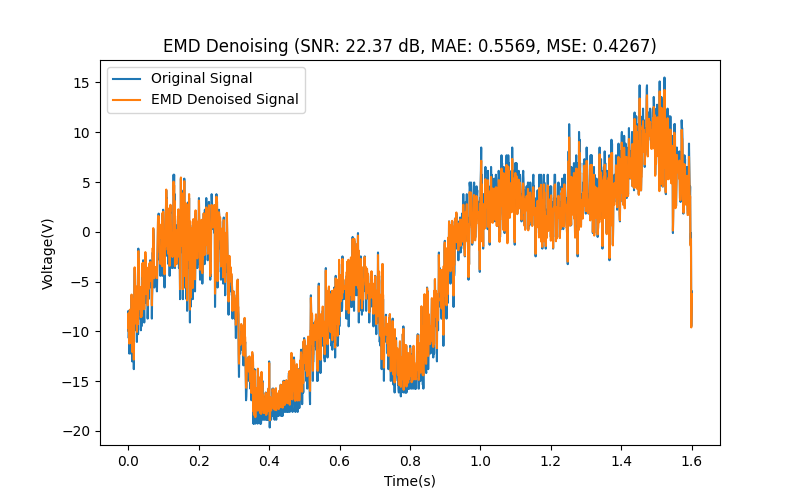 EMD Denoising (SNR: 22.37 dB, MAE: 0.5569, MSE: 0.4267)
Original Signal
EMD Denoised Signal
15
10
5
0
−5
−10
−15
−20
Voltage(V)
0.0 0.2 0.4 0.6 0.8 1.0 1.2 1.4 1.6
Time(s)